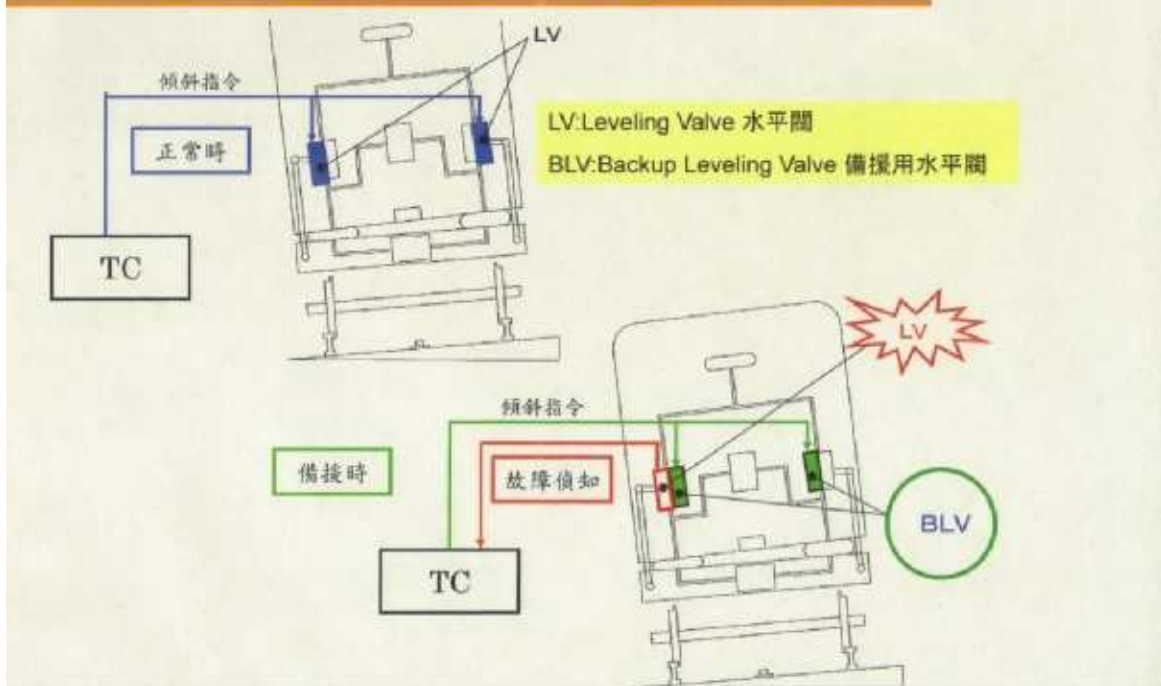 LV
傾斜指令
正常時
TC
LV:Leveling Valve 水平閥
BLV:Backup Leveling Valve 備援用水平閥
LV
傾斜指令
備援時
故障偵知
BLV
TC